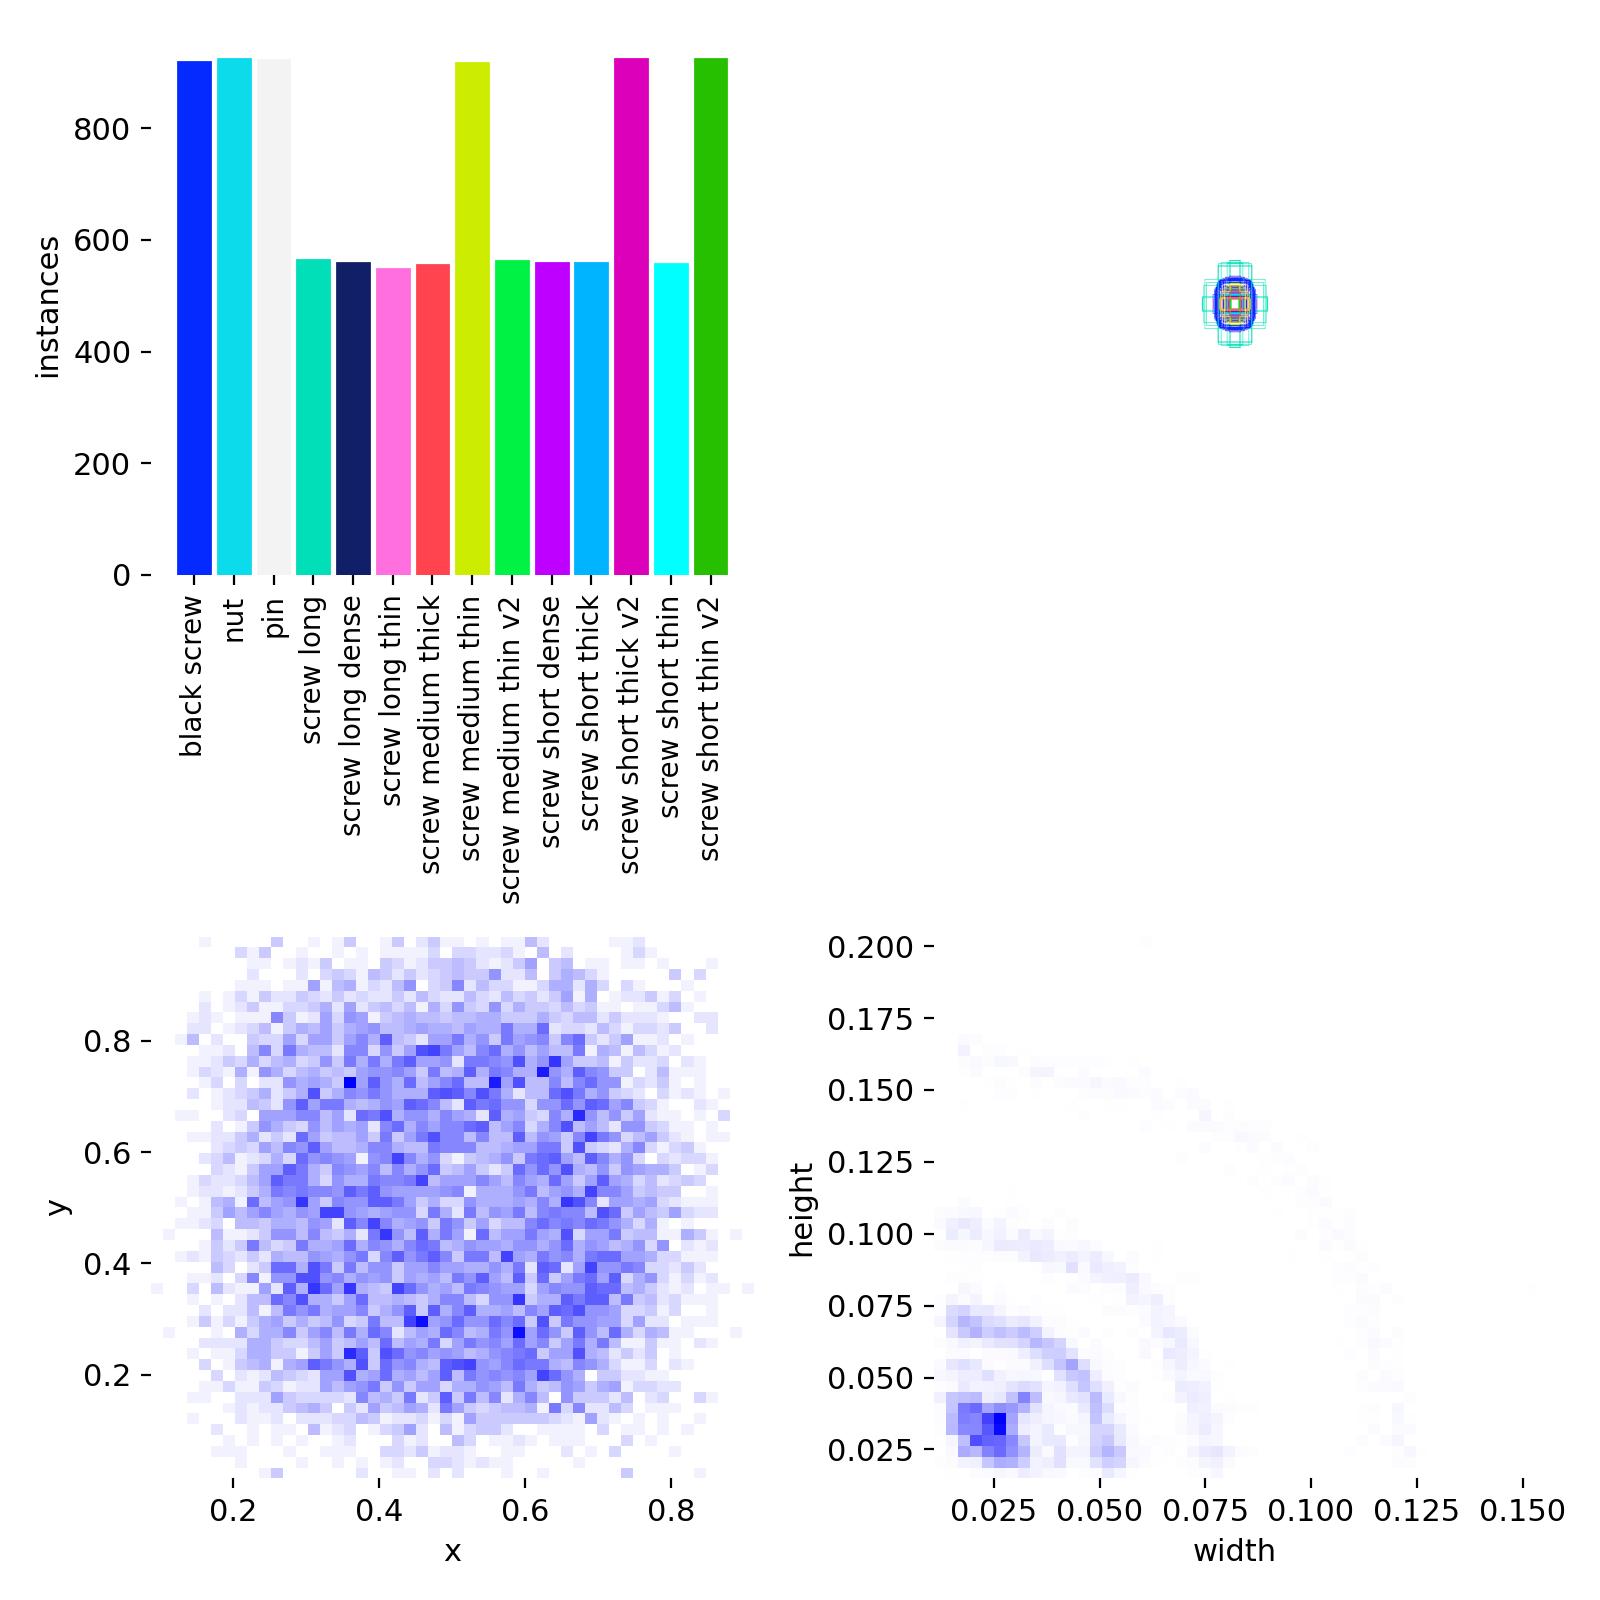 instances
800
600
400
200
0
black screw
nut
pin
screw long
screw long dense
screw long thin
screw medium thick
screw medium thin
screw medium thin v2
screw short dense
screw short thick
screw short thick v2
screw short thin
screw short thin v2
y
0.8
0.6
0.4
0.2
0.2 0.4 0.6 0.8
x
height
0.200
0.175
0.150
0.125
0.100
0.075
0.050
0.025
0.025 0.050 0.075 0.100 0.125 0.150
width